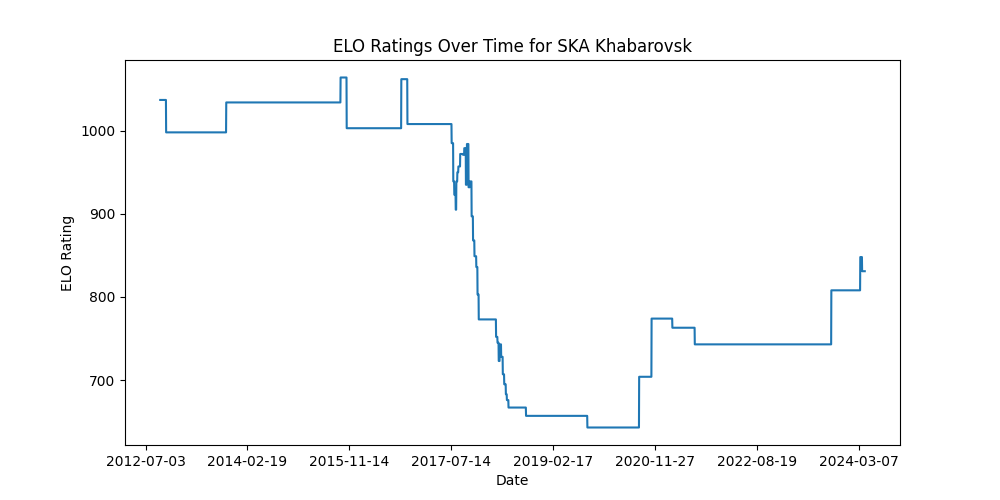 ELO Ratings Over Time for SKA Khabarovsk
ELO Rating
1000
900
800
700
2012-07-03 2014-02-19 2015-11-14 2017-07-14 2019-02-17 2020-11-27 2022-08-19 2024-03-07
Date